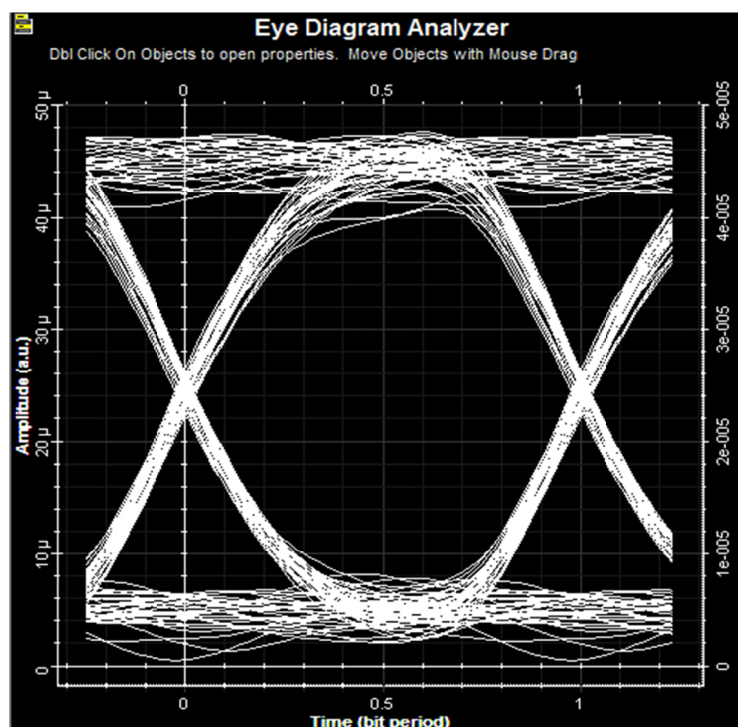 Eye Diagram Analyzer
Dbl Click On Objects to open properties. Move Objects with Mouse Drag
0 0.5 1
50 µ 5e-005
40 µ 4e-005
30 µ 3e-005
20 µ 2e-005
10 µ 1e-005
0 0
Amplitude (a.u.)
0 0.5 1
Time (bit period)